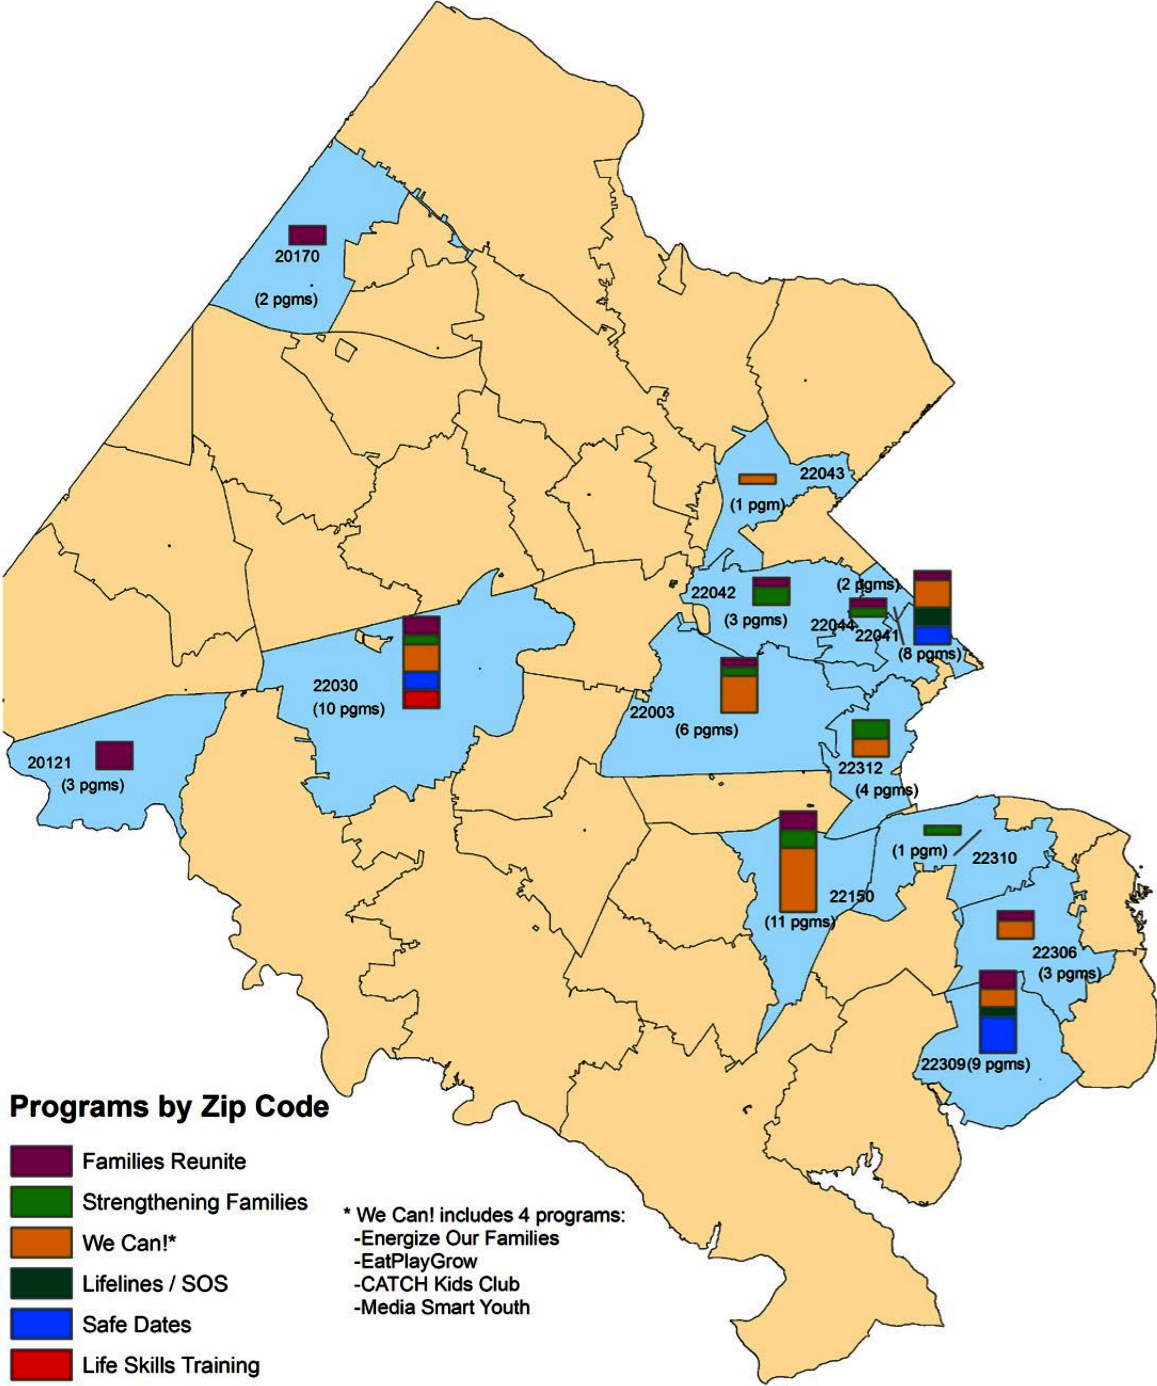 20170
(2 pgms)
22043
(1 pgm)
(2 pgms)
22042
(3 pgms)
22044
22041
(8 pgms)
22030
(10 pgms)
22003
(6 pgms)
20121
(3 pgms)
22312
(4 pgms)
(1 pgm)
22310
22150
(11 pgms)
22306
(3 pgms)
22309(9 pgms)
Programs by Zip Code
Families Reunite
Strengthening Families
We Can!*
Lifelines / SOS
Safe Dates
Life Skills Training
* We Can! includes 4 programs:
-Energize Our Families
-EatPlayGrow
-CATCH Kids Club
-Media Smart Youth